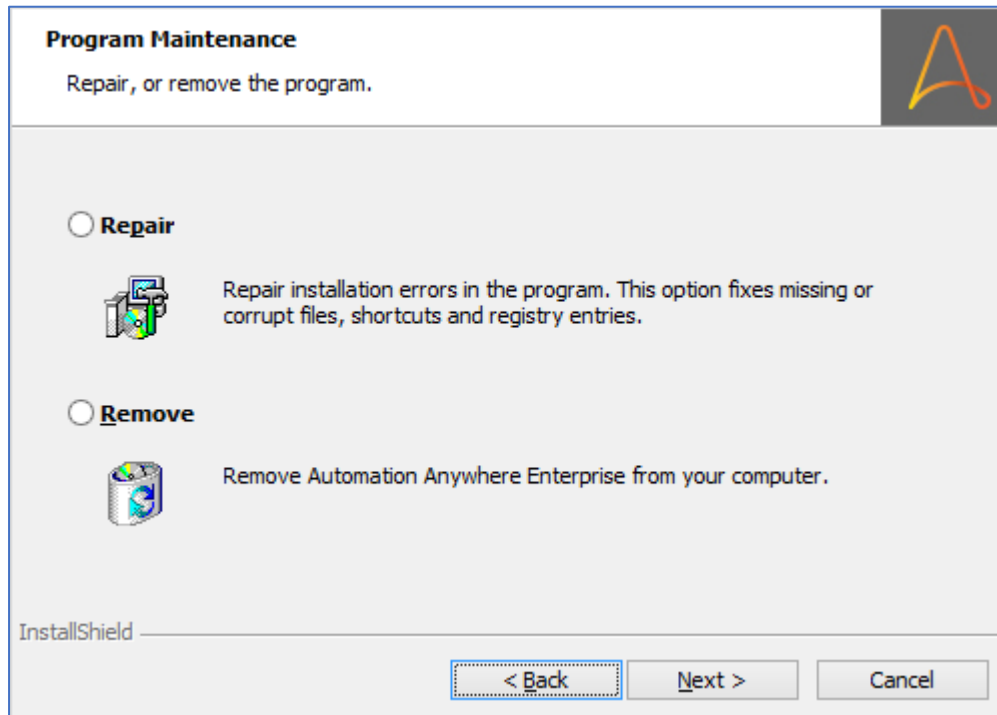 Program Maintenance
Repair, or remove the program.
Repair
Repair installation errors in the program. This option fixes missing or
corrupt files, shortcuts and registry entries.
Remove
Remove Automation Anywhere Enterprise from your computer.
InstallShield
< Back
Next >
Cancel